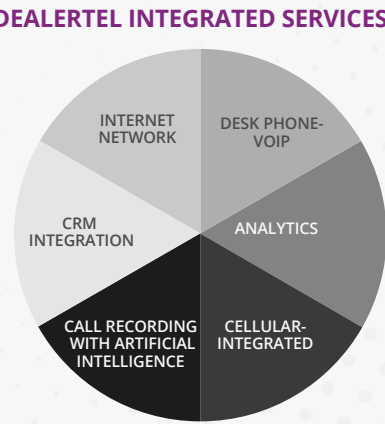 DEALERTEL INTEGRATED SERVICES
INTERNET
NETWORK
DESK PHONE-
VOIP
CRM
INTEGRATION
ANALYTICS
CALL RECORDING
WITH ARTIFICIAL
INTELLIGENCE
CELLULAR-
INTEGRATED